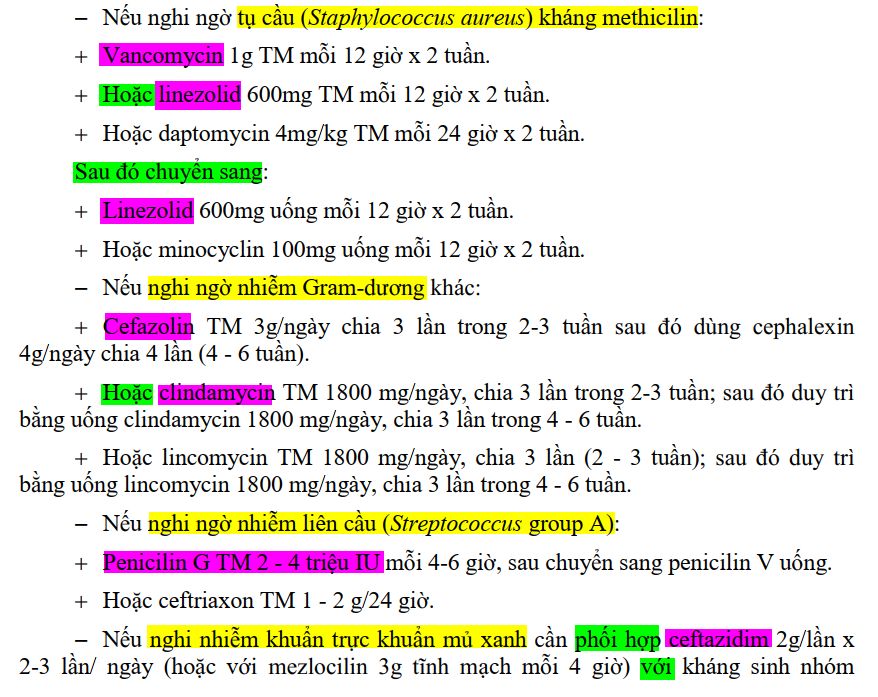 − Nếu nghi ngờ tụ cầu (Staphylococcus aureus) kháng methicilin:
+ Vancomycin 1g TM mỗi 12 giờ x 2 tuần.
+ Hoặc linezolid 600mg TM mỗi 12 giờ x 2 tuần.
+ Hoặc daptomycin 4mg/kg TM mỗi 24 giờ x 2 tuần.
Sau đó chuyển sang:
+ Linezolid 600mg uống mỗi 12 giờ x 2 tuần.
+ Hoặc minocyclin 100mg uống mỗi 12 giờ x 2 tuần.
− Nếu nghi ngờ nhiễm Gram-dương khác:
+ Cefazolin TM 3g/ngày chia 3 lần trong 2-3 tuần sau đó dùng cephalexin
4g/ngày chia 4 lần (4 - 6 tuần).
+ Hoặc clindamycin TM 1800 mg/ngày, chia 3 lần trong 2-3 tuần; sau đó duy trì
bằng uống clindamycin 1800 mg/ngày, chia 3 lần trong 4 - 6 tuần.
+ Hoặc lincomycin TM 1800 mg/ngày, chia 3 lần (2 - 3 tuần); sau đó duy trì
bằng uống lincomycin 1800 mg/ngày, chia 3 lần trong 4 - 6 tuần.
− Nếu nghi ngờ nhiễm liên cầu (Streptococcus group A):
+ Penicilin G TM 2 - 4 triệu IU mỗi 4-6 giờ, sau chuyển sang penicilin V uống.
+ Hoặc ceftriaxon TM 1 - 2 g/24 giờ.
− Nếu nghi nhiễm khuẩn trực khuẩn mủ xanh cần phối hợp ceftazidim 2g/lần x
2-3 lần/ ngày (hoặc với mezlocilin 3g tĩnh mạch mỗi 4 giờ) với kháng sinh nhóm